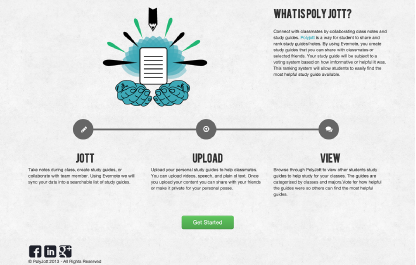 WHAT IS POLY JOTT?
Connect with classmates by collaborating class notes and
study guides. PolyJott is a way for student to share and
rank study guides/notes. By using Evernote, you create
study guides that you can share with classmates or
selected friends. Your study guide will be subject to a
voting system based on how informative or helpful it was.
This ranking system will allow students to easily find the
most helpful study guide available.
JOTT
Take notes during class, create study guides, or
collaborate with team member. Using Evernote we will
sync your data into a searchable list of study guides.
UPLOAD
Upload your personal study guides to help classmates.
You can upload videos, speech, and plain ol text. Once
you upload your content you can share with your friends
or make it private for your personal peace.
VIEW
Browse through PolyJott to view other students study
guides to help study for your classes. The guides are
categorized by classes and majors. Vote for how helpful
the guides were so others can find the most helpful
guides.
Get Started
© PolyJott 2013 - All Rights Reserved